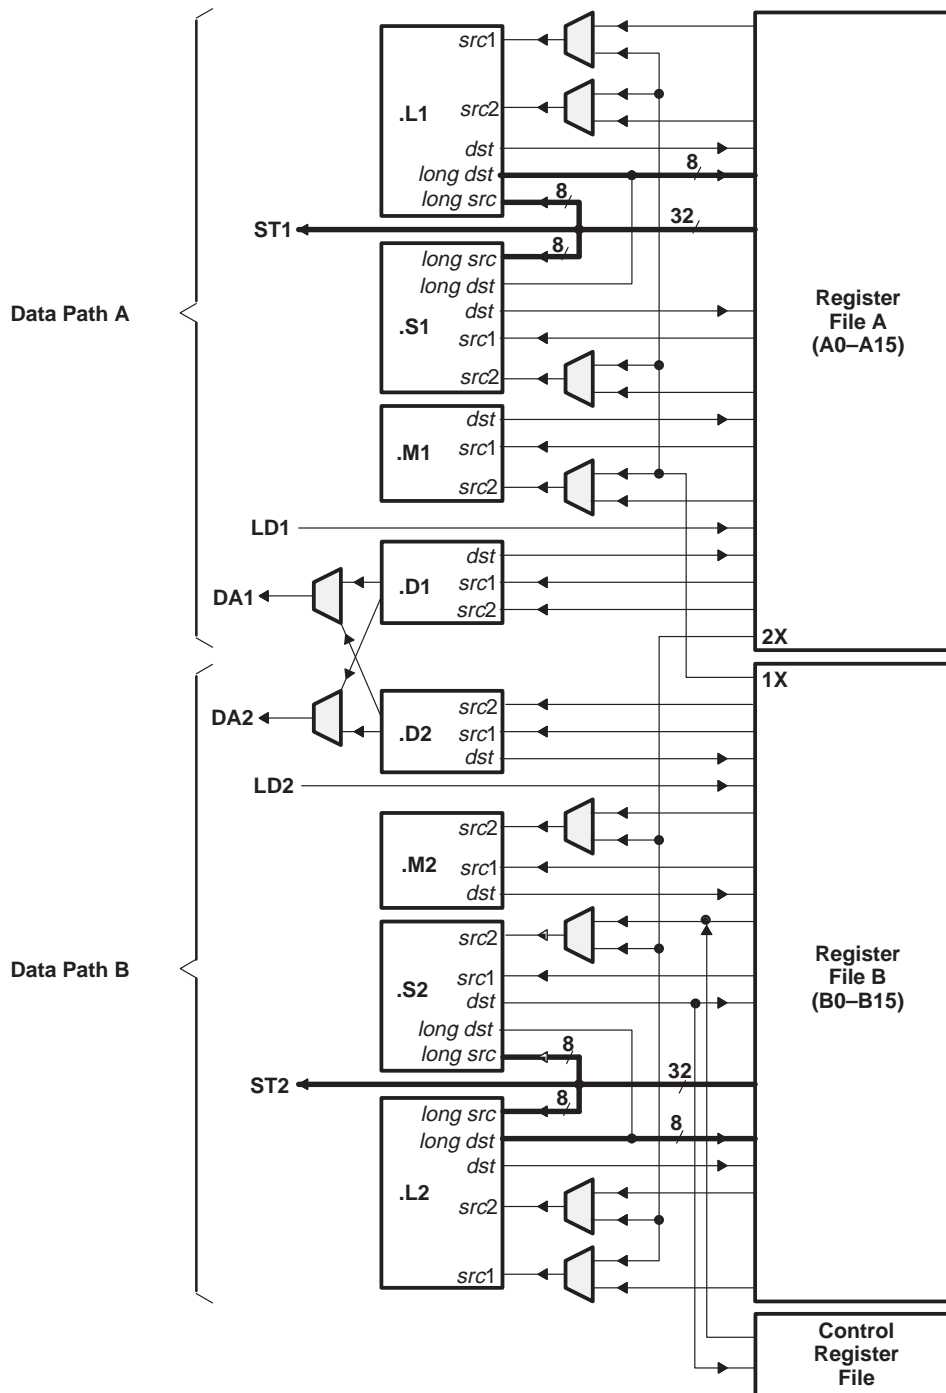 src1
.L1
src2
dst
long dst
8
long src
8
ST1
32
8
long src
long dst
Data Path A
dst
.S1
src1
src2
Register
File A
(A0–A15)
dst
.M1
src1
src2
LD1
dst
.D1
src1
src2
DA1
2X
1X
DA2
src2
.D2
src1
dst
LD2
src2
.M2
src1
dst
src2
Data Path B
src1
.S2
dst
Register
File B
(B0–B15)
long dst
8
long src
ST2
32
8
long src
8
long dst
dst
.L2
src2
src1
Control
Register
File